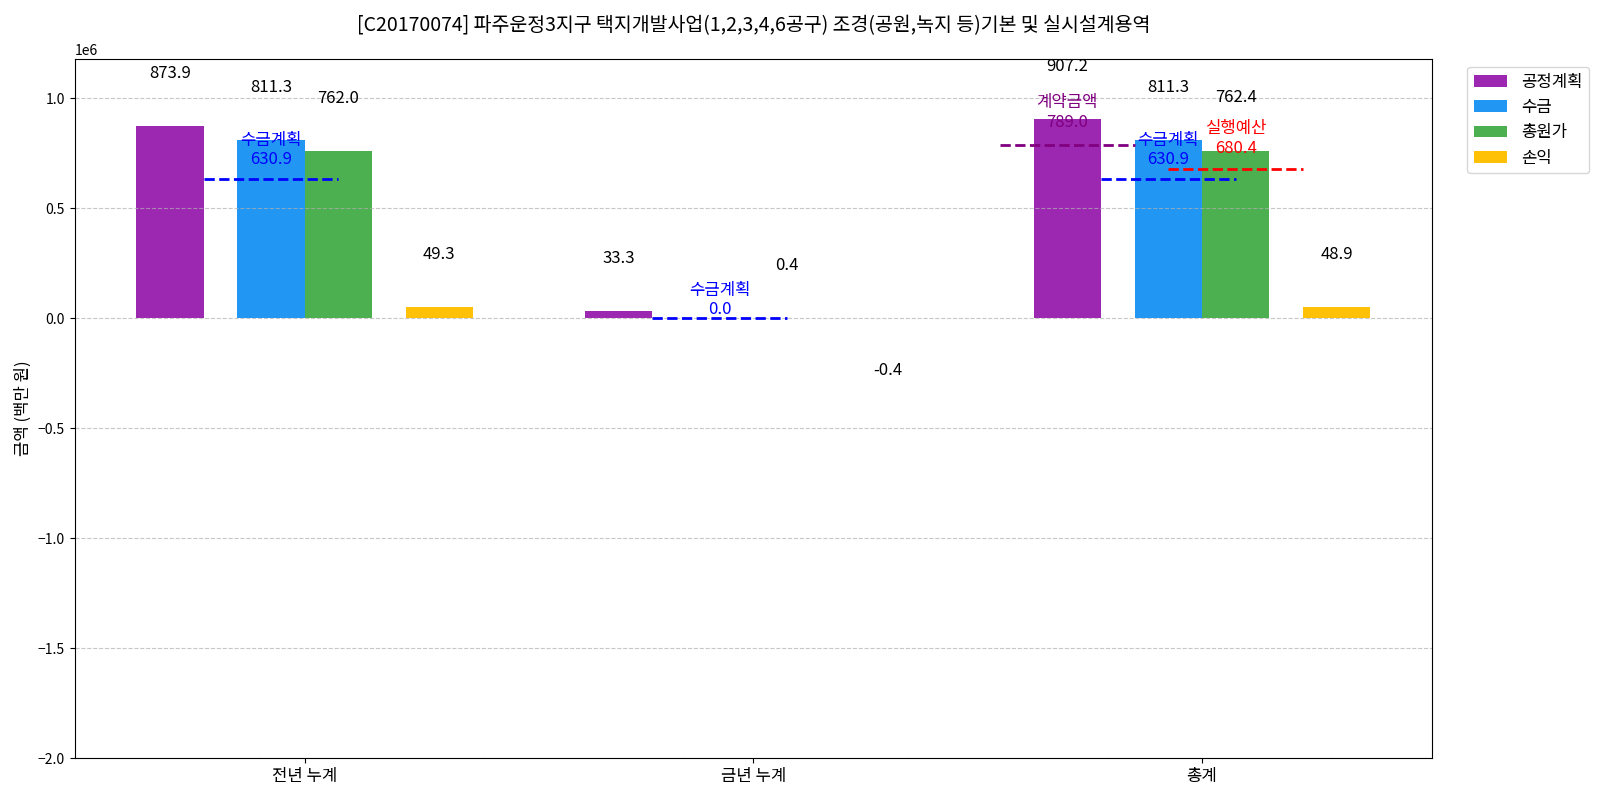 [C20170074] 파주운정3지구 택지개발사업(1,2,3,4,6공구) 조경(공원,녹지 등)기본 및 실시설계용역
1e6
금액 (백만 원)
1.0
0.5
0.0
−0.5
−1.0
−1.5
−2.0
873.9
811.3
762.0
수금계획
630.9
49.3
33.3
수금계획
0.0
0.4
-0.4
907.2
계약금액
789.0
811.3
수금계획
630.9
762.4
실행예산
680.4
48.9
전년 누계
금년 누계
총계
공정계획
수금
총원가
손익